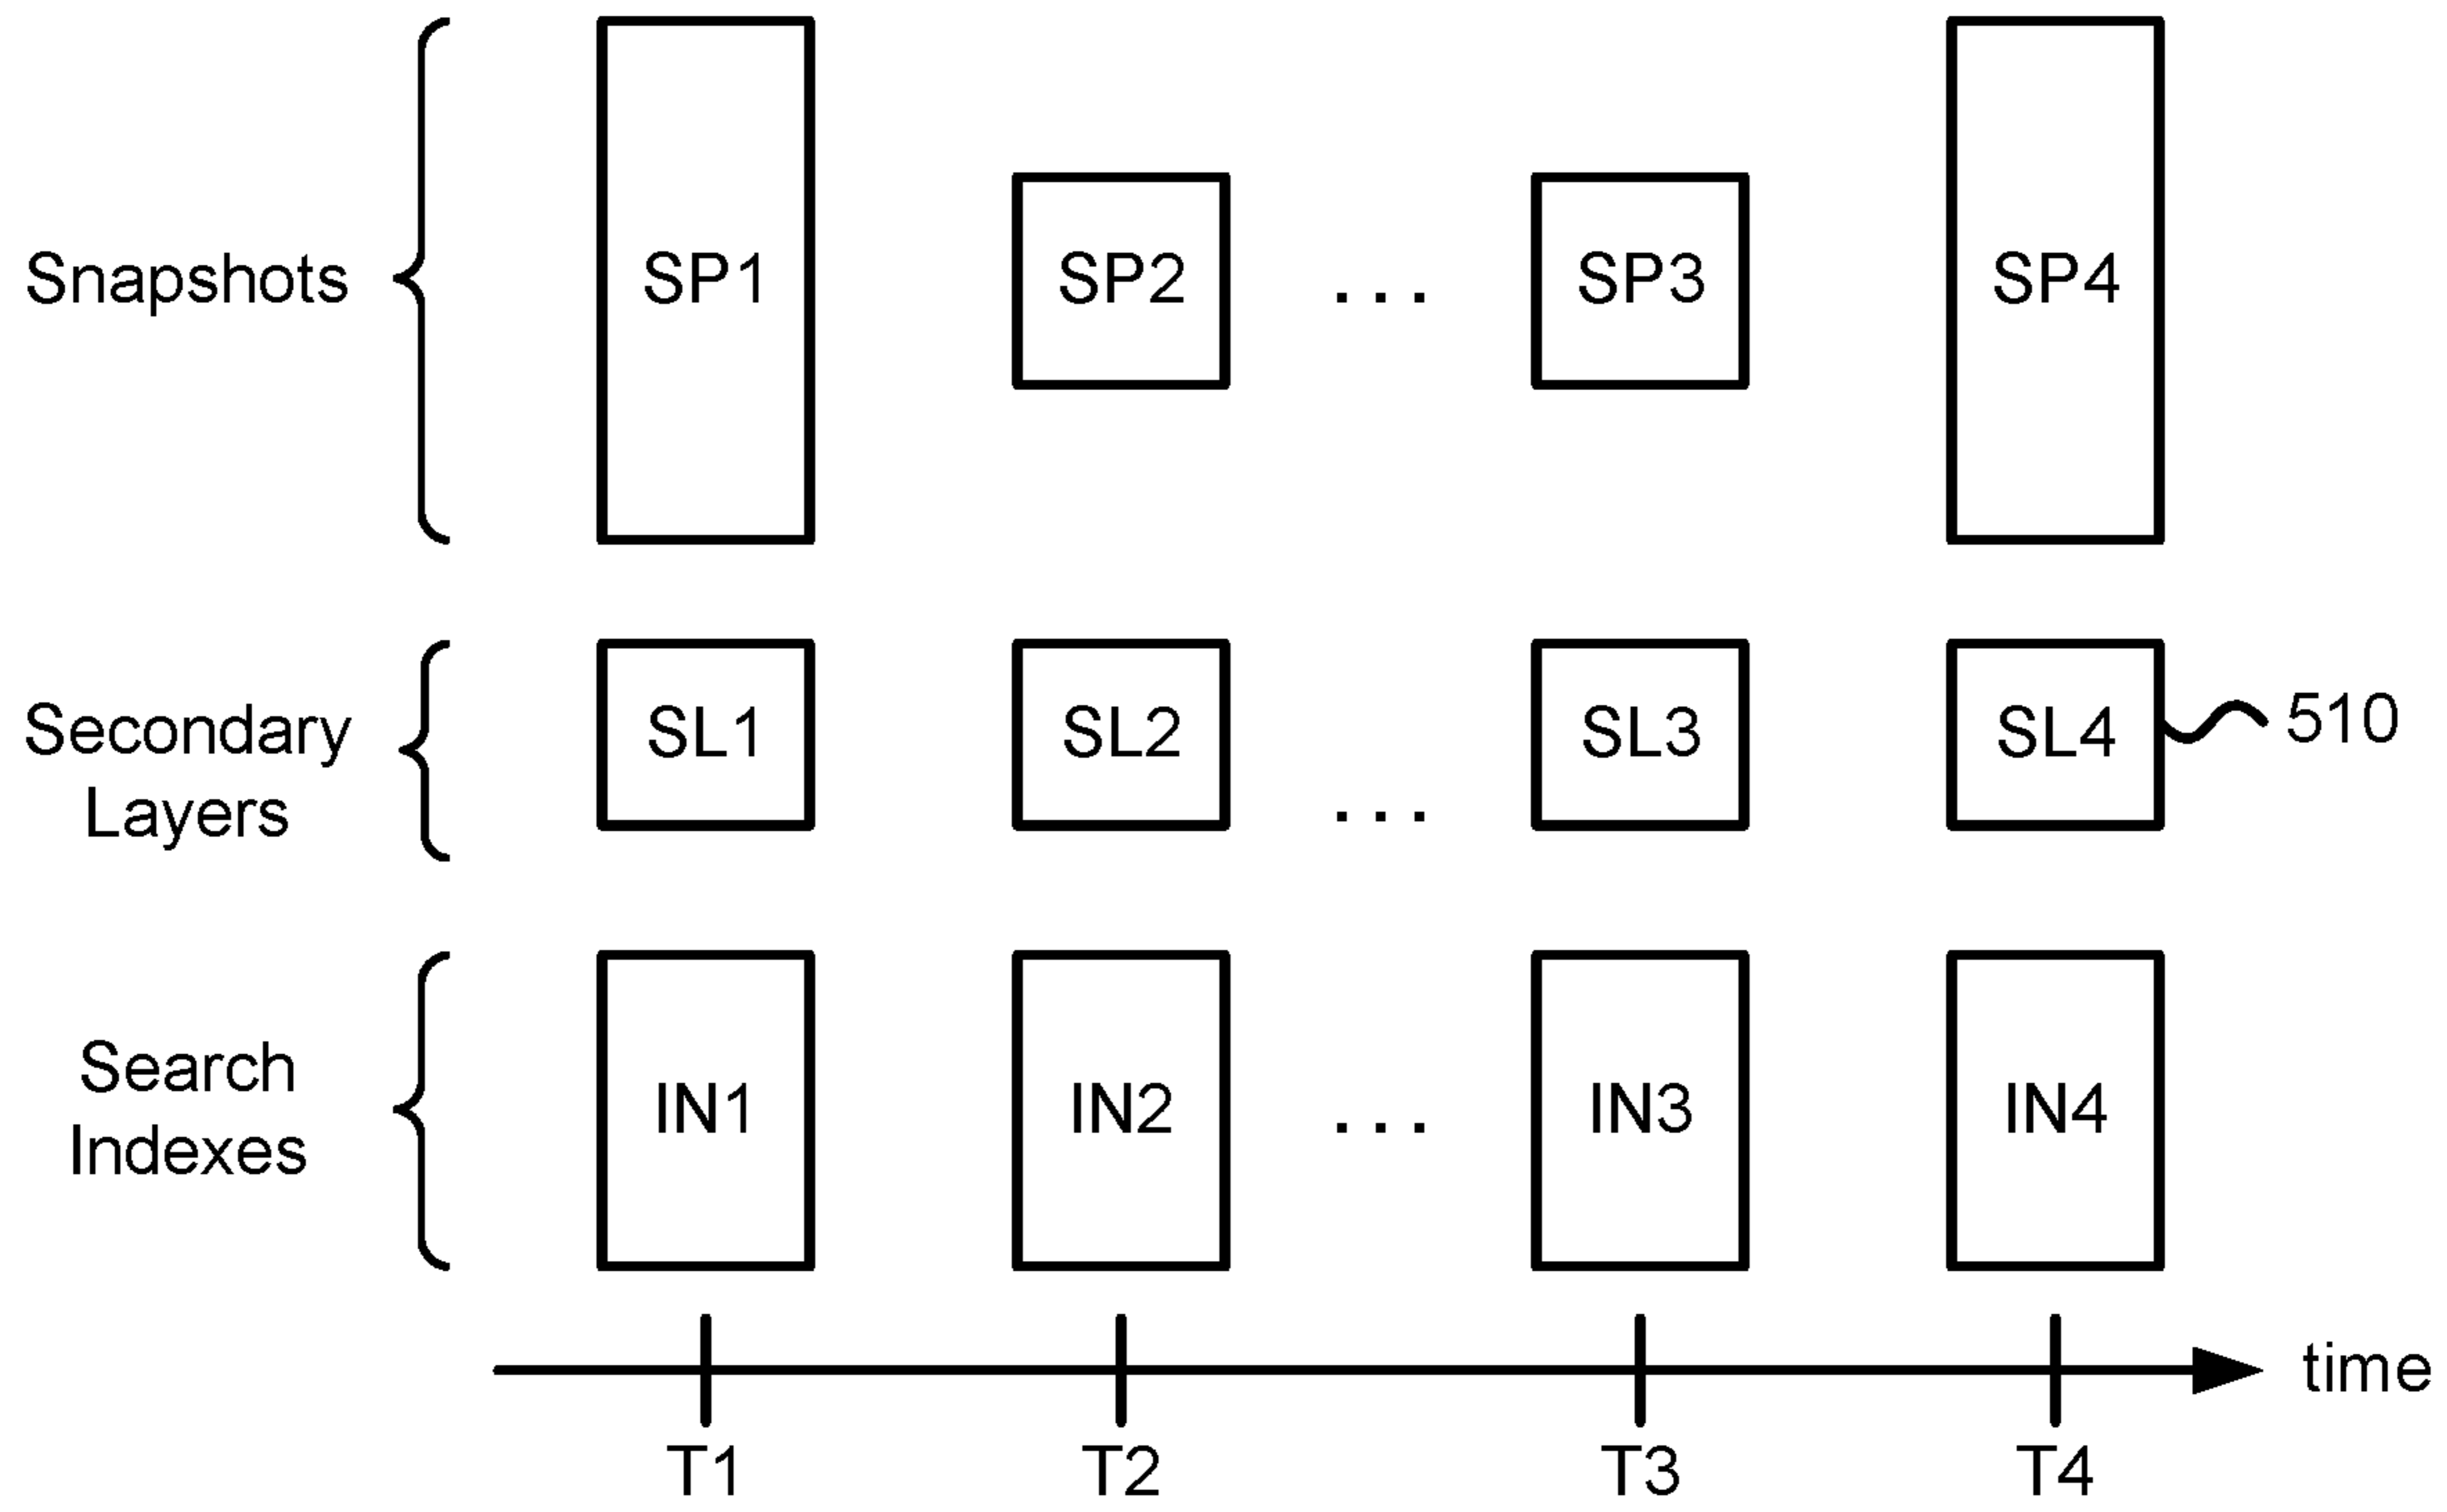 Snapshots
SP1 SP2 ... SP3 SP4
Secondary
Layers
SL1 SL2 ... SL3 SL4 510
Search
Indexes
IN1 IN2 ... IN3 IN4
time
T1 T2 T3 T4